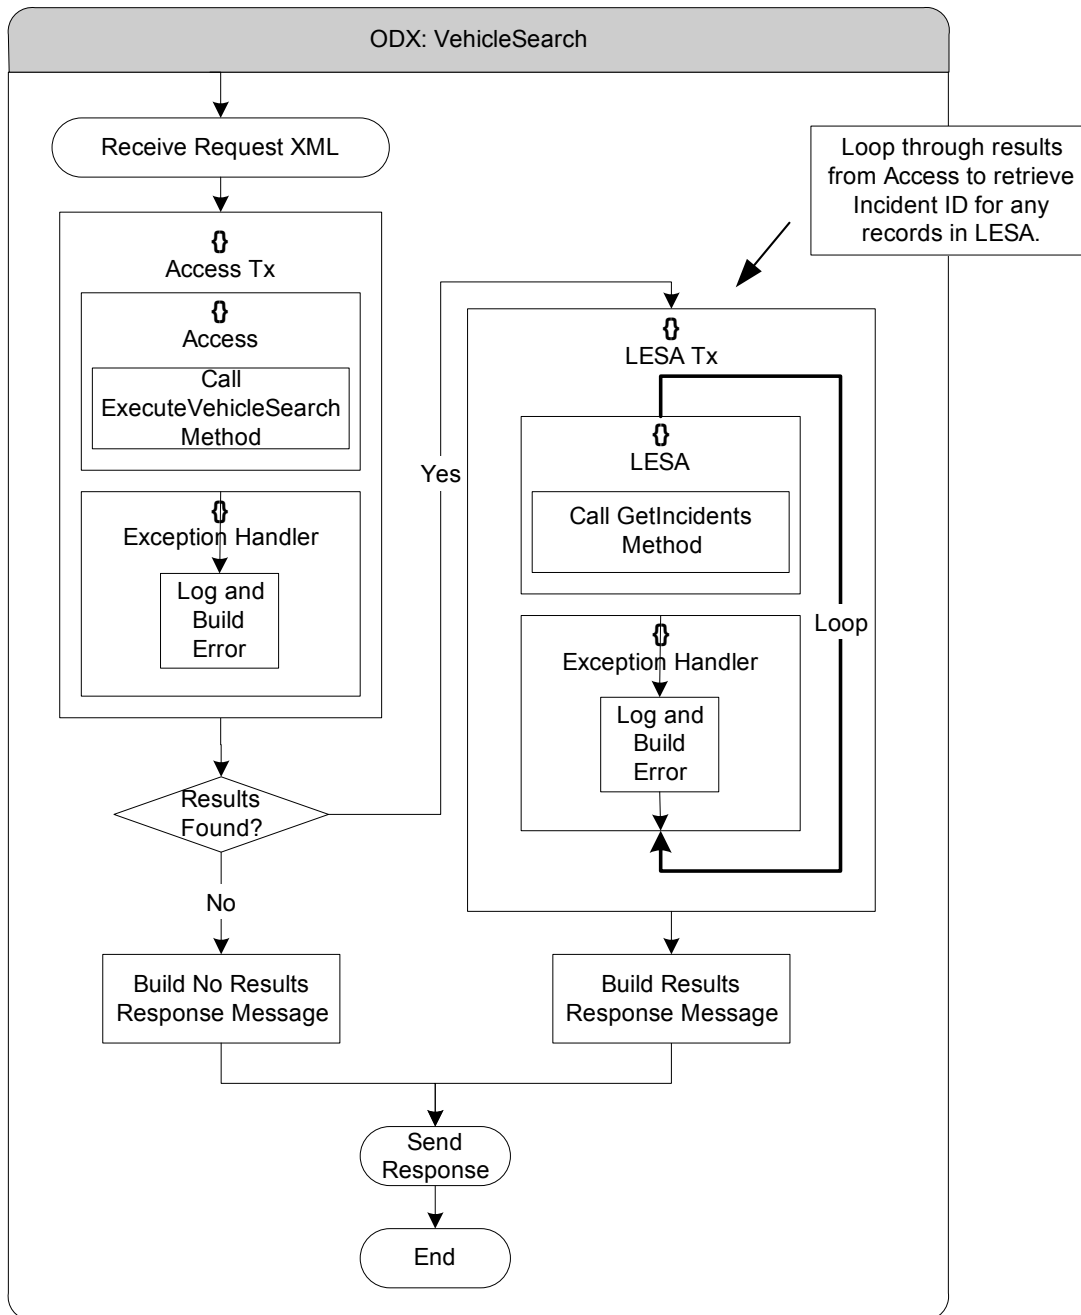 ODX: VehicleSearch
Receive Request XML
Loop through results
from Access to retrieve
Incident ID for any
records in LESA.
{}
Access Tx
{}
Access
Call
ExecuteVehicleSearch
Method
{}
Exception Handler
Log and
Build
Error
Results
Found?
Yes
No
{}
LESA Tx
{}
LESA
Call GetIncidents
Method
Loop
{}
Exception Handler
Log and
Build
Error
Build No Results
Response Message
Build Results
Response Message
Send
Response
End